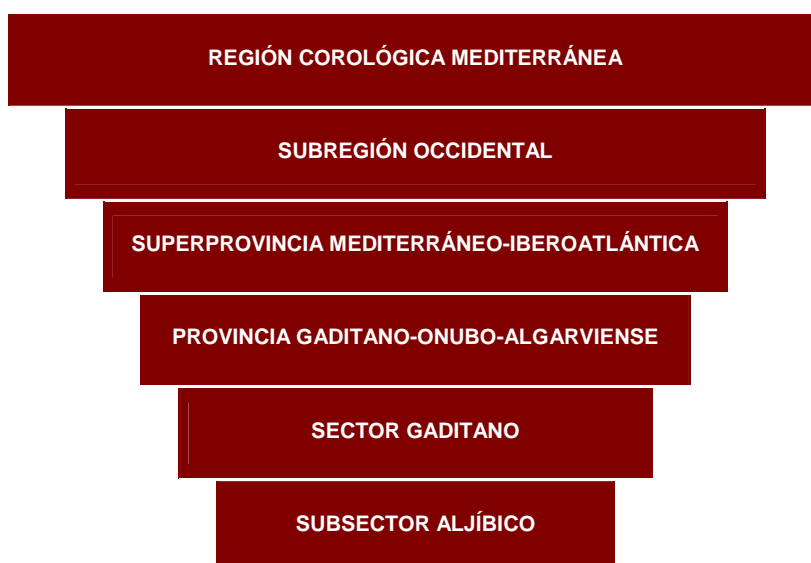 REGIÓN COROLÓGICA MEDITERRÁNEA
SUBREGIÓN OCCIDENTAL
SUPERPROVINCIA MEDITERRÁNEO-IBEROATLÁNTICA
PROVINCIA GADITANO-ONUBO-ALGARVIENSE
SECTOR GADITANO
SUBSECTOR ALJÍBICO